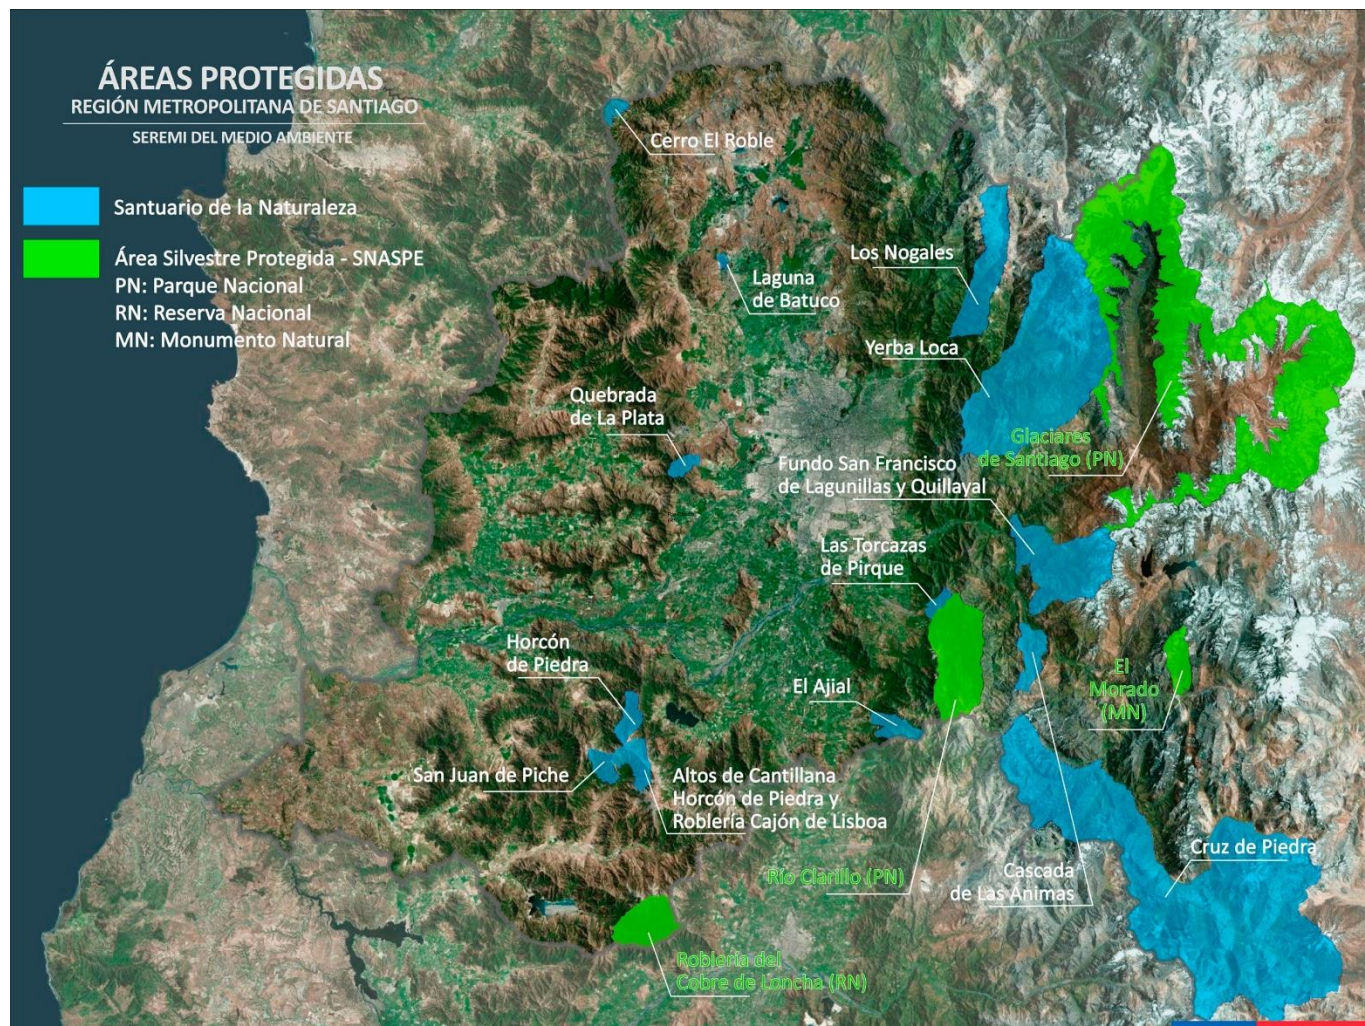 ÁREAS PROTEGIDAS
REGIÓN METROPOLITANA DE SANTIAGO
SEREMI DEL MEDIO AMBIENTE
Santuario de la Naturaleza
Área Silvestre Protegida - SNASPE
PN: Parque Nacional
RN: Reserva Nacional
MN: Monumento Natural
Cerro El Roble
Los Nogales
Laguna
de Batuco
Yerba Loca
Quebrada
de La Plata
Glaciares
de Santiago (PN)
Fundo San Francisco
de Lagunillas y Quillayal
Las Torcazas
de Pirque
Horcón
de Piedra
El Ajial
El
Morado
(MN)
San Juan de Piche
Altos de Cantillana
Horcón de Piedra y
Roblería Cajón de Lisboa
Cruz de Piedra
Río Clarillo (PN)
Cascada
de Las Ánimas
Roblería del
Cobre de Loncha (RN)